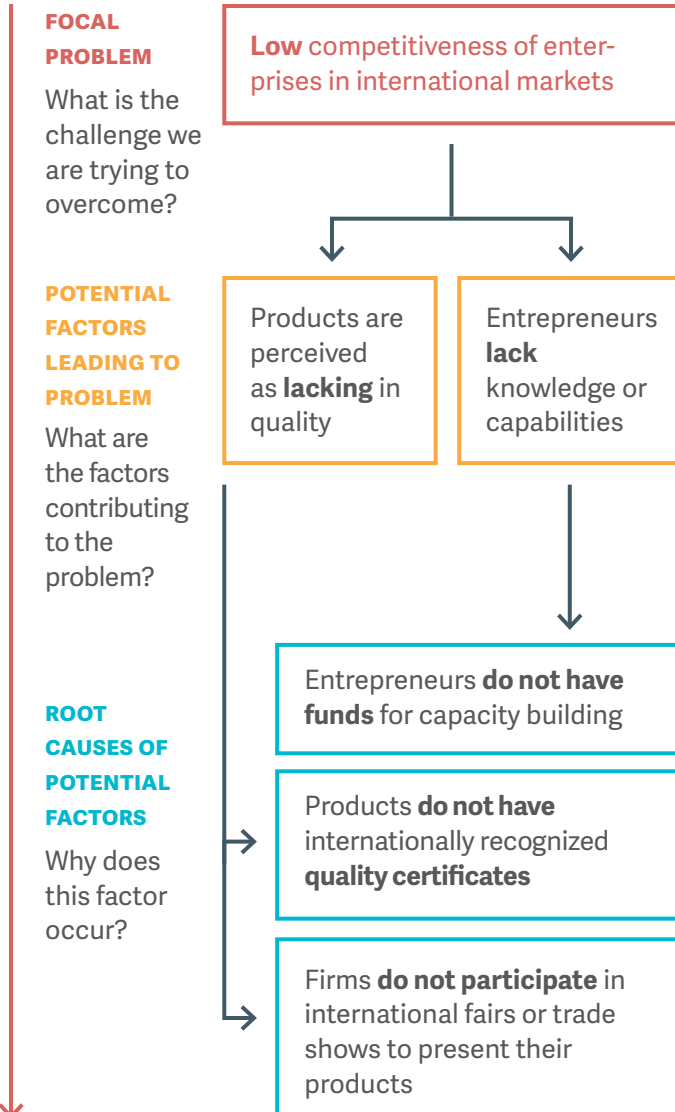 FOCAL
PROBLEM
What is the
challenge we
are trying to
overcome?
Low competitiveness of enter-
prises in international markets
POTENTIAL
FACTORS
LEADING TO
PROBLEM
What are
the factors
contributing
to the
problem?
Products are
perceived
as lacking in
quality
Entrepreneurs
lack
knowledge or
capabilities
ROOT
CAUSES OF
POTENTIAL
FACTORS
Why does
this factor
occur?
Entrepreneurs do not have
funds for capacity building
Products do not have
internationally recognized
quality certificates
Firms do not participate in
international fairs or trade
shows to present their
products